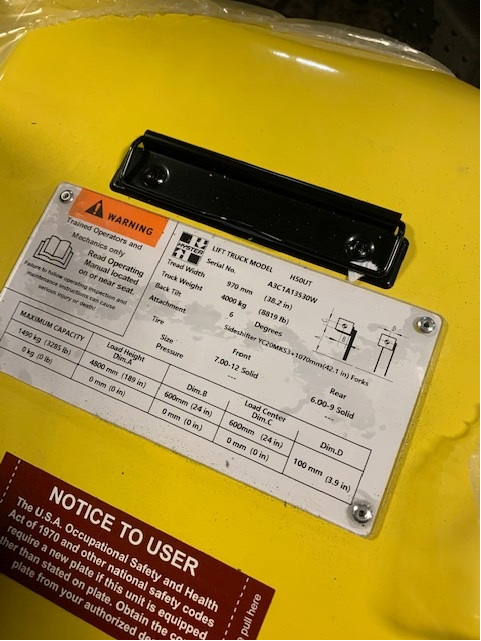 WARNING
Trained Operators and
Mechanics only
Read Operating
Manual located
on or near seat.
Failure to follow operating inspection and
maintenance instructions can cause
serious injury or death!
HYSTER
LIFT TRUCK MODEL H50UT
Serial No. A3C1A13530W
Tread Width 970 mm (38.2 in)
Truck Weight 4000 kg (8819 lb)
Back Tilt 6 Degrees
Attachment Sideshifter YC20MKS3+1070mm(42.1 in) Forks
Tire Front Rear
Size 7.00-12 Solid 6.00-9 Solid
Pressure --- ---
MAXIMUM CAPACITY Load Height Dim.A Dim.B Load Center Dim.C Dim.D
1490 kg (3285 lb) 4800 mm (189 in) 600mm (24 in) 600mm (24 in) 100 mm (3.9 in)
0 kg (0 lb) 0 mm (0 in) 0 mm (0 in) 0 mm (0 in)
NOTICE TO USER
The U.S.A. Occupational Safety and Health
Act of 1970 and other national safety codes
require a new plate if this unit is equipped
ther than stated on plate. Obtain the co
plate from your authorized dea
pull here